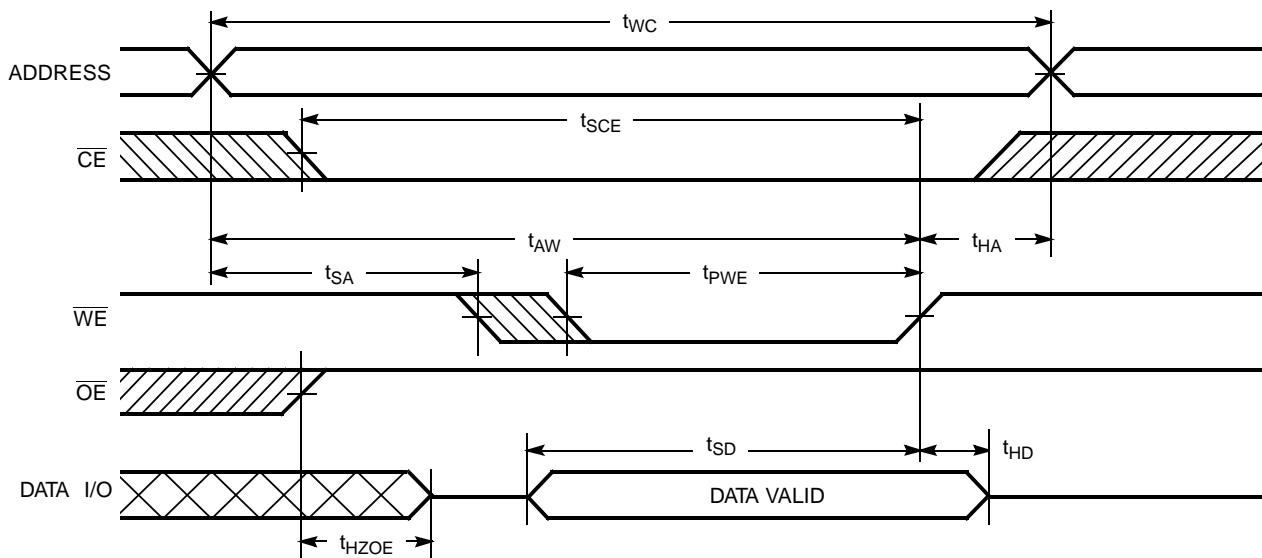 tWC
ADDRESS
tSCE
CE
tAW
tHA
tSA
tPWE
WE
OE
tSD
tHD
DATA I/O
DATA VALID
tHZOE